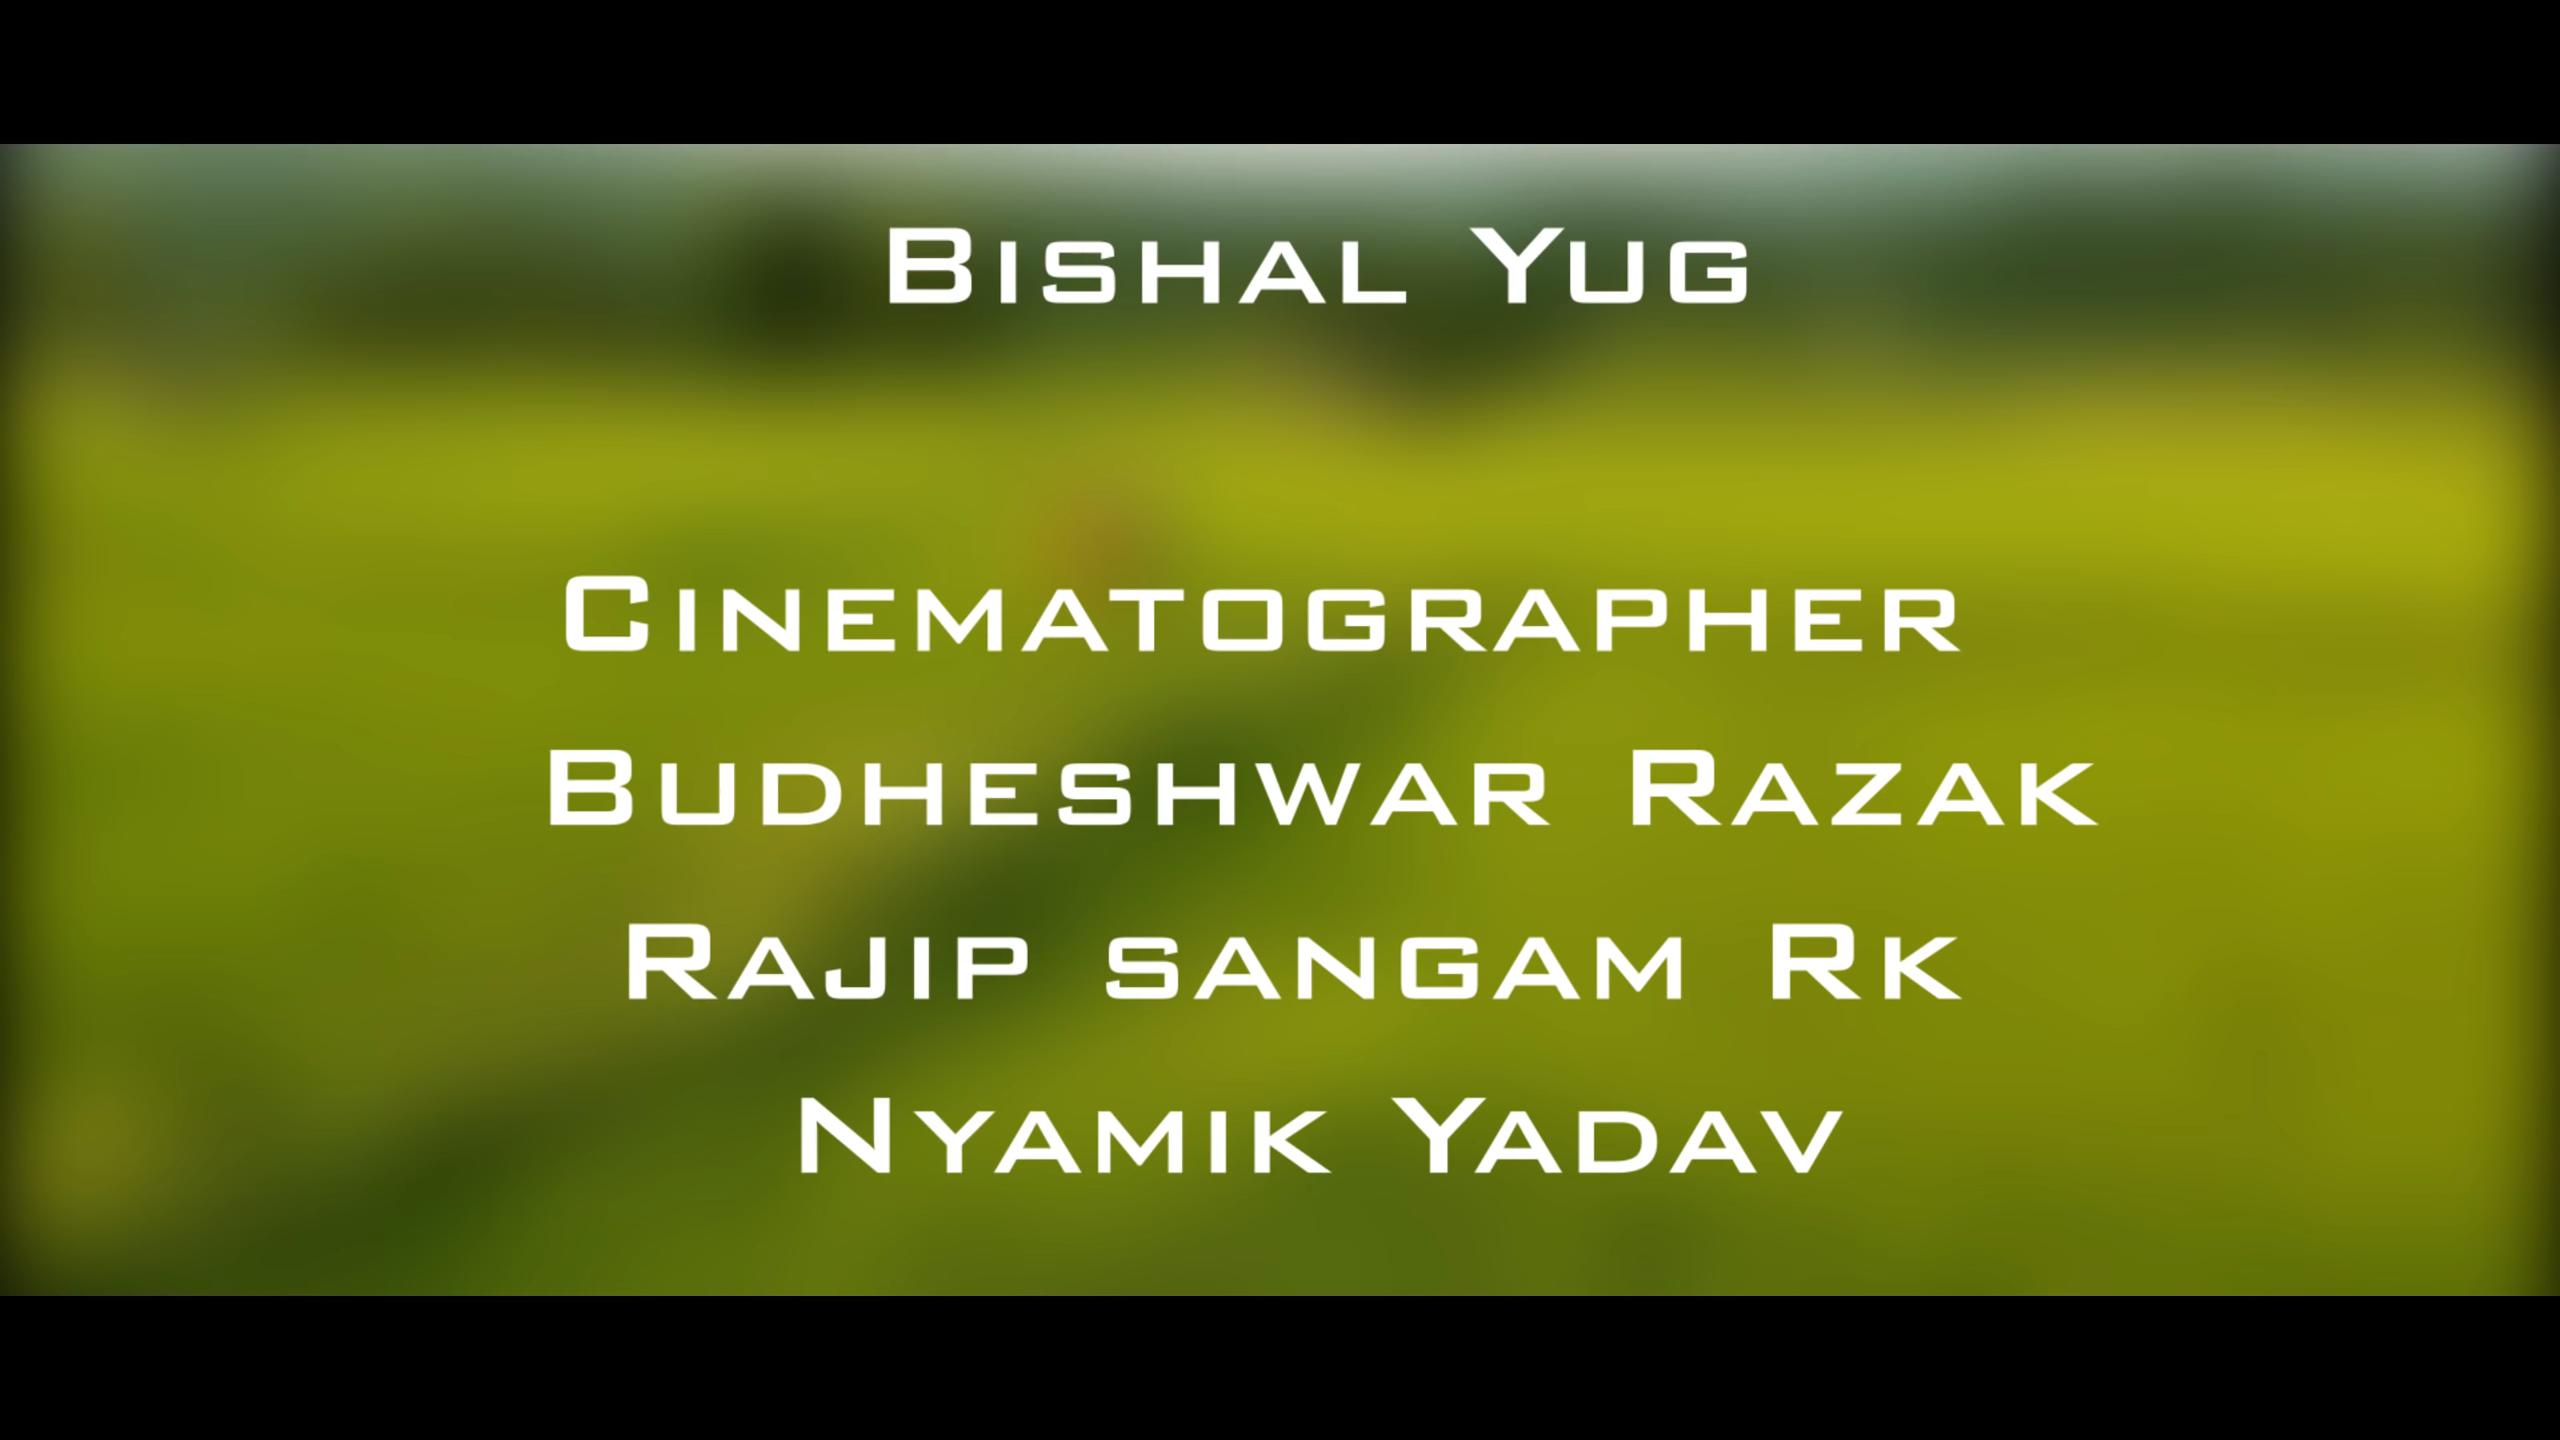 Bishal Yug
Cinematographer
Budheshwar Razak
Rajip sangam Rk
Nyamik Yadav